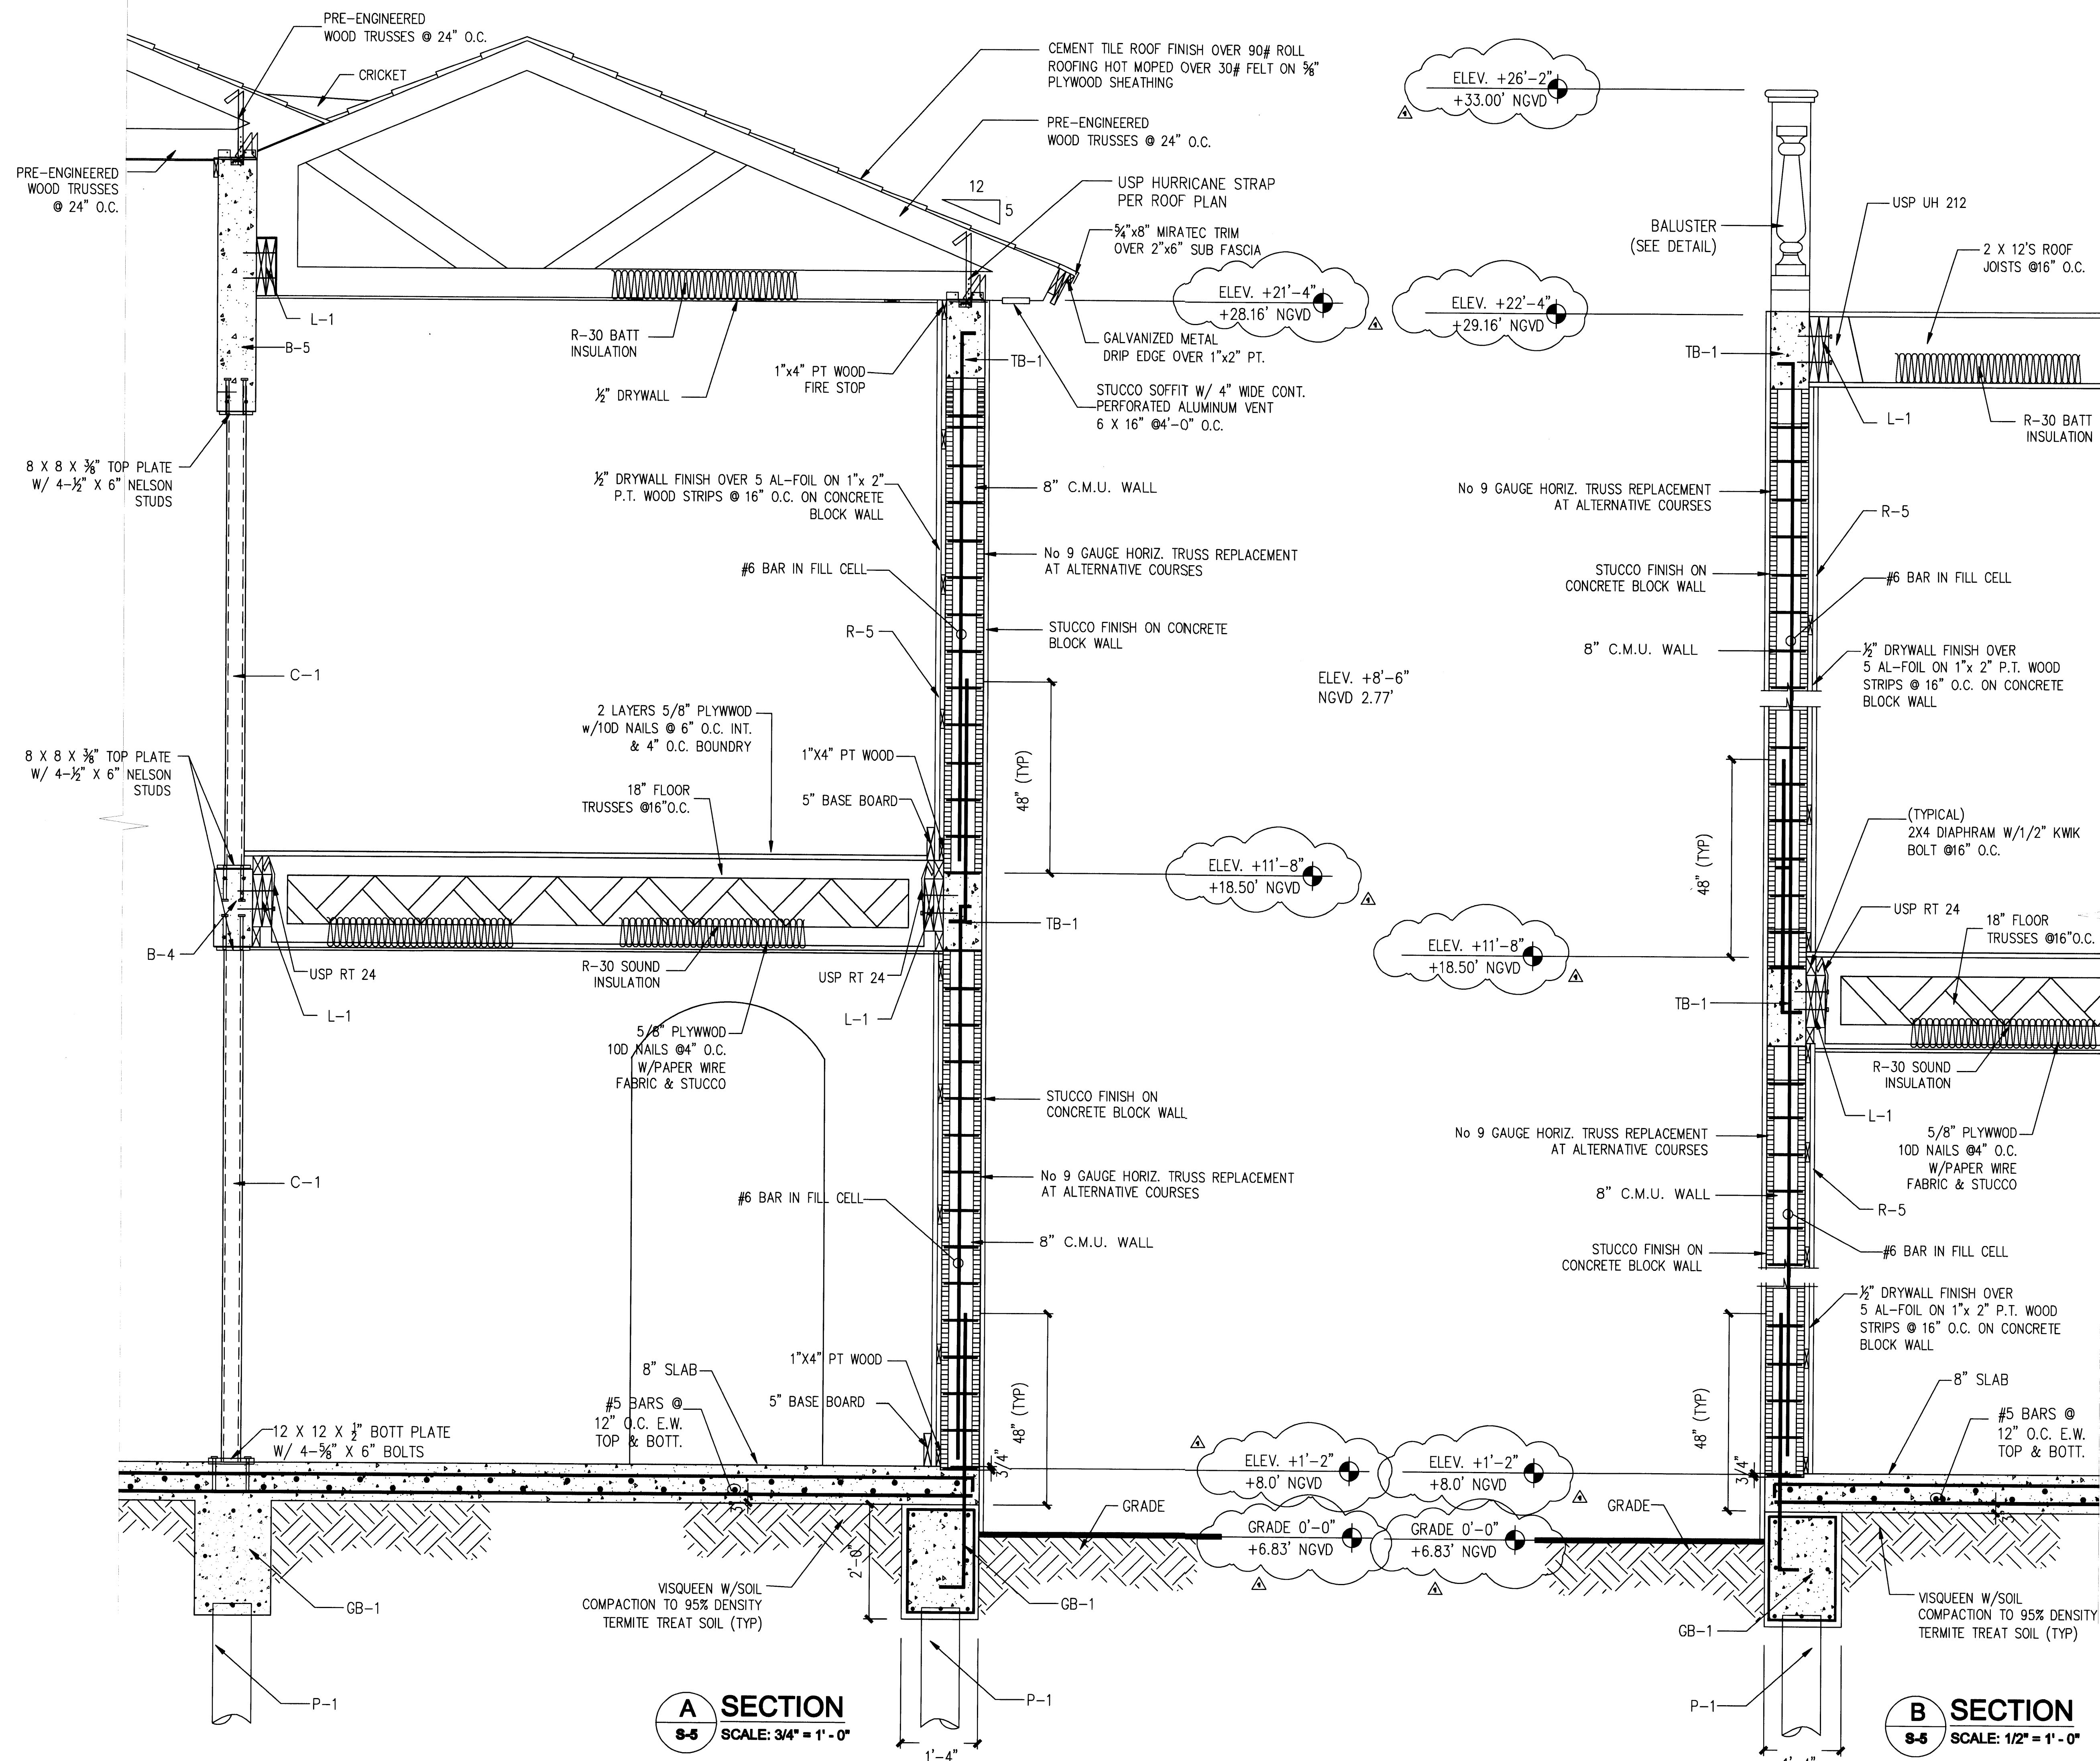 PRE-ENGINEERED
WOOD TRUSSES @ 24" O.C.
CRICKET
PRE-ENGINEERED
WOOD TRUSSES
@ 24" O.C.
CEMENT TILE ROOF FINISH OVER 90# ROLL
ROOFING HOT MOPED OVER 30# FELT ON ⅝"
PLYWOOD SHEATHING
PRE-ENGINEERED
WOOD TRUSSES @ 24" O.C.
12
5
USP HURRICANE STRAP
PER ROOF PLAN
5/4"x8" MIRATEC TRIM
OVER 2"x6" SUB FASCIA
ELEV. +21'-4"
+28.16' NGVD
GALVANIZED METAL
DRIP EDGE OVER 1"x2" PT.
STUCCO SOFFIT W/ 4" WIDE CONT.
PERFORATED ALUMINUM VENT
6 X 16" @4'-0" O.C.
L-1
B-5
R-30 BATT
INSULATION
½" DRYWALL
1"x4" PT WOOD
FIRE STOP
TB-1
8 X 8 X ⅜" TOP PLATE
W/ 4-½" X 6" NELSON
STUDS
½" DRYWALL FINISH OVER 5 AL-FOIL ON 1"x 2"
P.T. WOOD STRIPS @ 16" O.C. ON CONCRETE
BLOCK WALL
8" C.M.U. WALL
No 9 GAUGE HORIZ. TRUSS REPLACEMENT
AT ALTERNATIVE COURSES
#6 BAR IN FILL CELL
R-5
STUCCO FINISH ON CONCRETE
BLOCK WALL
C-1
2 LAYERS 5/8" PLYWWOD
w/10D NAILS @ 6" O.C. INT.
& 4" O.C. BOUNDRY
1"X4" PT WOOD
5" BASE BOARD
18" FLOOR
TRUSSES @16"O.C.
48" (TYP)
8 X 8 X ⅜" TOP PLATE
W/ 4-½" X 6" NELSON
STUDS
ELEV. +11'-8"
+18.50' NGVD
TB-1
B-4
USP RT 24
L-1
R-30 SOUND
INSULATION
USP RT 24
L-1
5/8" PLYWWOD
10D NAILS @4" O.C.
W/PAPER WIRE
FABRIC & STUCCO
STUCCO FINISH ON
CONCRETE BLOCK WALL
C-1
No 9 GAUGE HORIZ. TRUSS REPLACEMENT
AT ALTERNATIVE COURSES
#6 BAR IN FILL CELL
8" C.M.U. WALL
8" SLAB
1"X4" PT WOOD
5" BASE BOARD
#5 BARS @
12" O.C. E.W.
TOP & BOTT.
12 X 12 X ½" BOTT PLATE
W/ 4-⅝" X 6" BOLTS
48" (TYP)
3/4"
3"
ELEV. +1'-2"
+8.0' NGVD
GRADE
GRADE 0'-0"
+6.83' NGVD
2'-0"
VISQUEEN W/SOIL
COMPACTION TO 95% DENSITY
TERMITE TREAT SOIL (TYP)
GB-1
GB-1
P-1
P-1
1'-4"
A
S-5
SECTION
SCALE: 3/4" = 1' - 0"
ELEV. +26'-2"
+33.00' NGVD
BALUSTER
(SEE DETAIL)
USP UH 212
2 X 12'S ROOF
JOISTS @16" O.C.
ELEV. +22'-4"
+29.16' NGVD
TB-1
L-1
R-30 BATT
INSULATION
No 9 GAUGE HORIZ. TRUSS REPLACEMENT
AT ALTERNATIVE COURSES
R-5
STUCCO FINISH ON
CONCRETE BLOCK WALL
#6 BAR IN FILL CELL
8" C.M.U. WALL
½" DRYWALL FINISH OVER
5 AL-FOIL ON 1"x 2" P.T. WOOD
STRIPS @ 16" O.C. ON CONCRETE
BLOCK WALL
ELEV. +8'-6"
NGVD 2.77'
(TYPICAL)
2X4 DIAPHRAM W/1/2" KWIK
BOLT @16" O.C.
48" (TYP)
USP RT 24
18" FLOOR
TRUSSES @16"O.C.
ELEV. +11'-8"
+18.50' NGVD
TB-1
R-30 SOUND
INSULATION
L-1
5/8" PLYWWOD
10D NAILS @4" O.C.
W/PAPER WIRE
FABRIC & STUCCO
No 9 GAUGE HORIZ. TRUSS REPLACEMENT
AT ALTERNATIVE COURSES
8" C.M.U. WALL
R-5
STUCCO FINISH ON
CONCRETE BLOCK WALL
#6 BAR IN FILL CELL
½" DRYWALL FINISH OVER
5 AL-FOIL ON 1"x 2" P.T. WOOD
STRIPS @ 16" O.C. ON CONCRETE
BLOCK WALL
8" SLAB
#5 BARS @
12" O.C. E.W.
TOP & BOTT.
48" (TYP)
3/4"
3"
ELEV. +1'-2"
+8.0' NGVD
GRADE
GRADE 0'-0"
+6.83' NGVD
VISQUEEN W/SOIL
COMPACTION TO 95% DENSITY
TERMITE TREAT SOIL (TYP)
GB-1
P-1
B
S-5
SECTION
SCALE: 1/2" = 1' - 0"